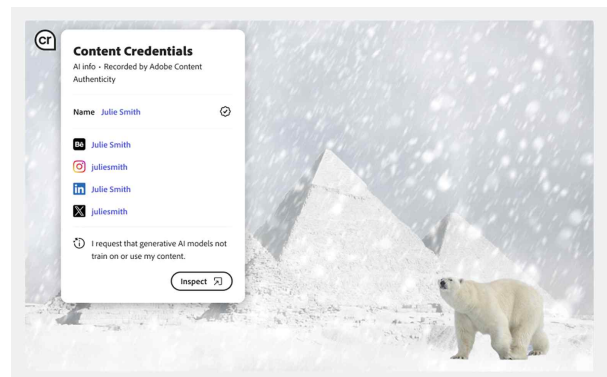 cr
Content Credentials
AI info • Recorded by Adobe Content
Authenticity
Name Julie Smith
Bē Julie Smith
juliesmith
in Julie Smith
X juliesmith
I request that generative AI models not
train on or use my content.
Inspect